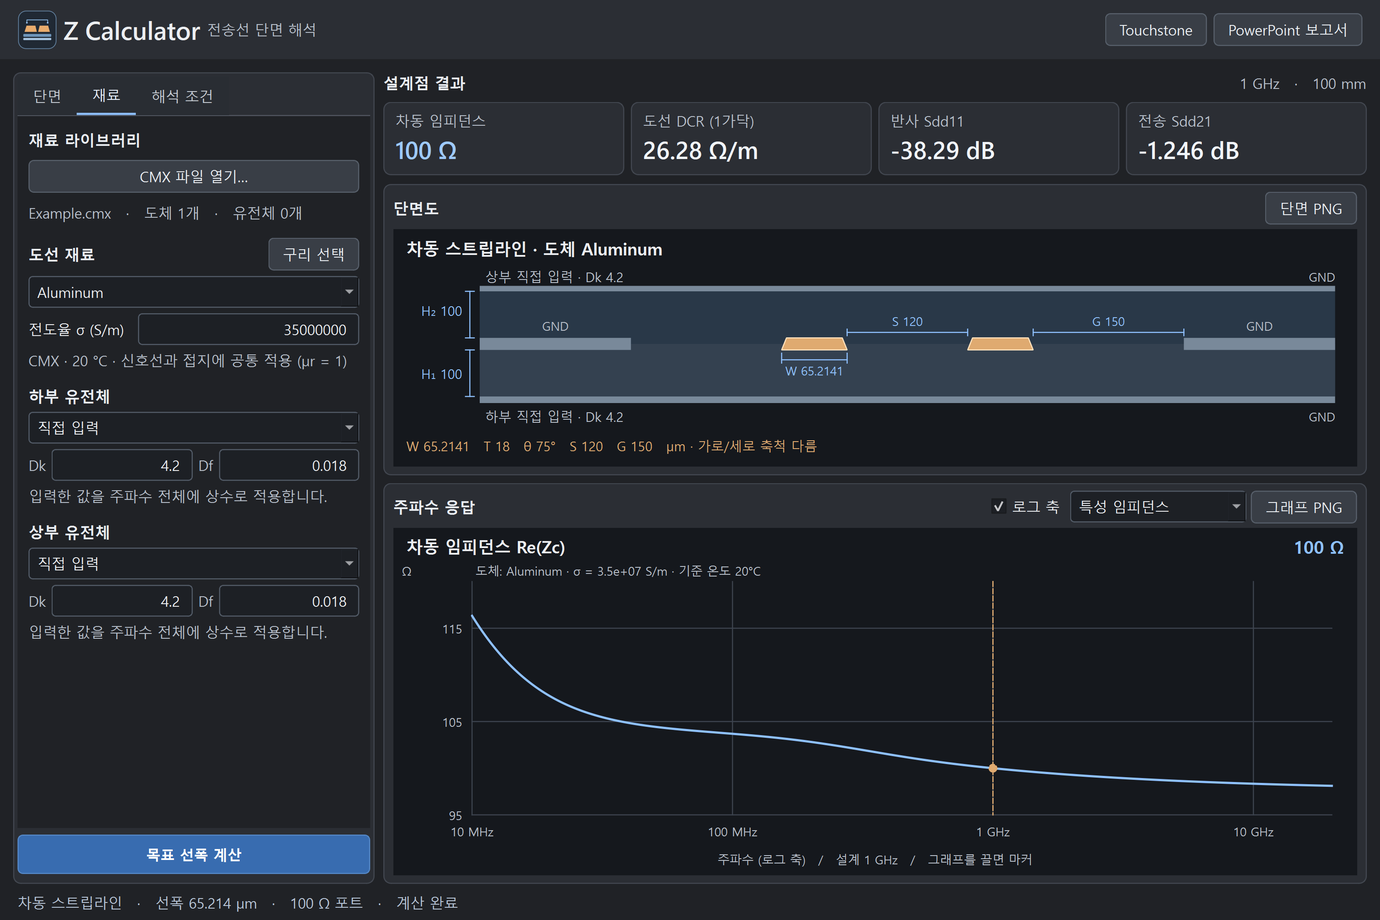 Z Calculator 전송선 단면 해석
Touchstone
PowerPoint 보고서
단면
재료
해석 조건
재료 라이브러리
CMX 파일 열기...
Example.cmx · 도체 1개 · 유전체 0개
도선 재료
구리 선택
Aluminum
전도율 σ (S/m)
35000000
CMX · 20 °C · 신호선과 접지에 공통 적용 (μr = 1)
하부 유전체
직접 입력
Dk 4.2 Df 0.018
입력한 값을 주파수 전체에 상수로 적용합니다.
상부 유전체
직접 입력
Dk 4.2 Df 0.018
입력한 값을 주파수 전체에 상수로 적용합니다.
목표 선폭 계산
설계점 결과
1 GHz · 100 mm
차동 임피던스
100 Ω
도선 DCR (1가닥)
26.28 Ω/m
반사 Sdd11
-38.29 dB
전송 Sdd21
-1.246 dB
단면도
단면 PNG
차동 스트립라인 · 도체 Aluminum
상부 직접 입력 · Dk 4.2
GND
H₂ 100
GND
S 120
G 150
GND
H₁ 100
W 65.2141
하부 직접 입력 · Dk 4.2
GND
W 65.2141 T 18 θ 75° S 120 G 150 μm · 가로/세로 축척 다름
주파수 응답
✓ 로그 축
특성 임피던스
그래프 PNG
차동 임피던스 Re(Zc)
100 Ω
Ω
도체: Aluminum · σ = 3.5e+07 S/m · 기준 온도 20°C
115
105
95
10 MHz
100 MHz
1 GHz
10 GHz
주파수 (로그 축) / 설계 1 GHz / 그래프를 끌면 마커
차동 스트립라인 · 선폭 65.214 μm · 100 Ω 포트 · 계산 완료